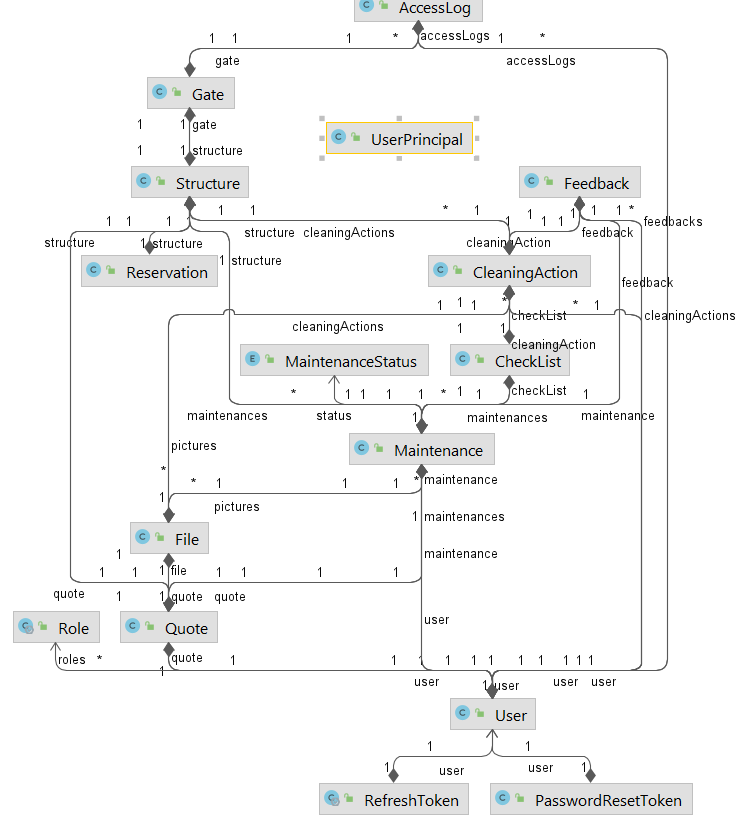 C AccessLog
1 1 1 * accessLogs 1 *
gate accessLogs
C Gate
1 1 gate
C UserPrincipal
1 1 structure
C Structure C Feedback
1 1 1 1 1 1 * 1 1 1 1 1 1 * feedbacks
structure 1 structure structure cleaningActions cleaningAction feedback
1 structure
C Reservation C CleaningAction
feedback
1 1 1 * * 1
cleaningActions checkList cleaningActions
1 1 cleaningAction
E MaintenanceStatus C CheckList
* 1 1 1 1 * 1 1 checkList 1
maintenances status 1 maintenances maintenance
pictures
C Maintenance
* * 1 1 1 * maintenance
1 pictures 1 maintenances
C File
1 maintenance
1 1 1 file 1 1 1 1
quote 1 1 quote quote
C Role C Quote user
roles * quote 1 1 1 1 1 1 1 1 1 1 1
1 user 1 user user user
C User
1 1
1 user user 1
C RefreshToken C PasswordResetToken